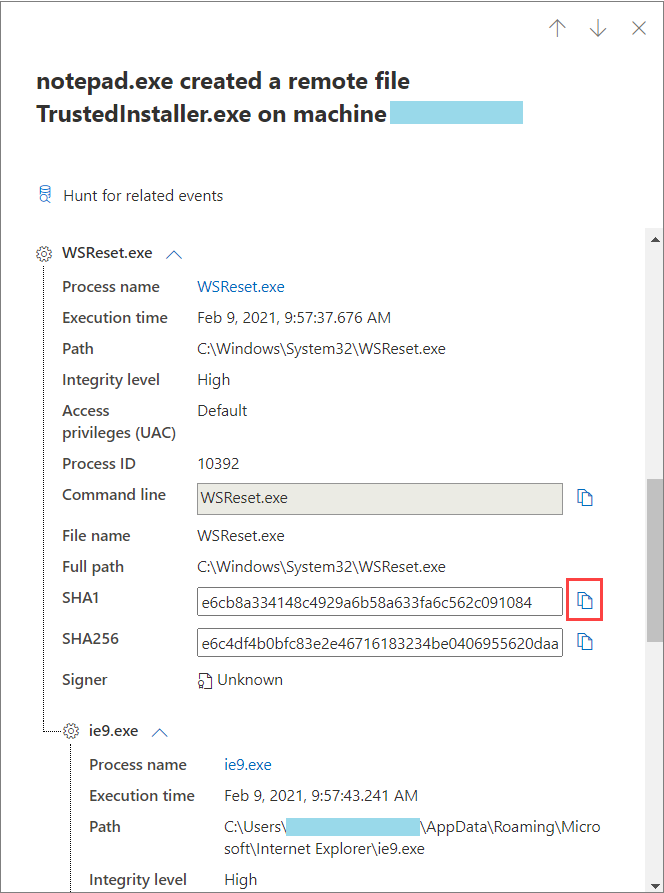 notepad.exe created a remote file
TrustedInstaller.exe on machine
Hunt for related events
WSReset.exe
Process name WSReset.exe
Execution time Feb 9, 2021, 9:57:37.676 AM
Path C:\Windows\System32\WSReset.exe
Integrity level High
Access Default
privileges (UAC)
Process ID 10392
Command line WSReset.exe
File name WSReset.exe
Full path C:\Windows\System32\WSReset.exe
SHA1 e6cb8a334148c4929a6b58a633fa6c562c091084
SHA256 e6c4df4b0bfc83e2e46716183234be0406955620daa
Signer Unknown
ie9.exe
Process name ie9.exe
Execution time Feb 9, 2021, 9:57:43.241 AM
Path C:\Users\ \AppData\Roaming\Micro
soft\Internet Explorer\ie9.exe
Integrity level High